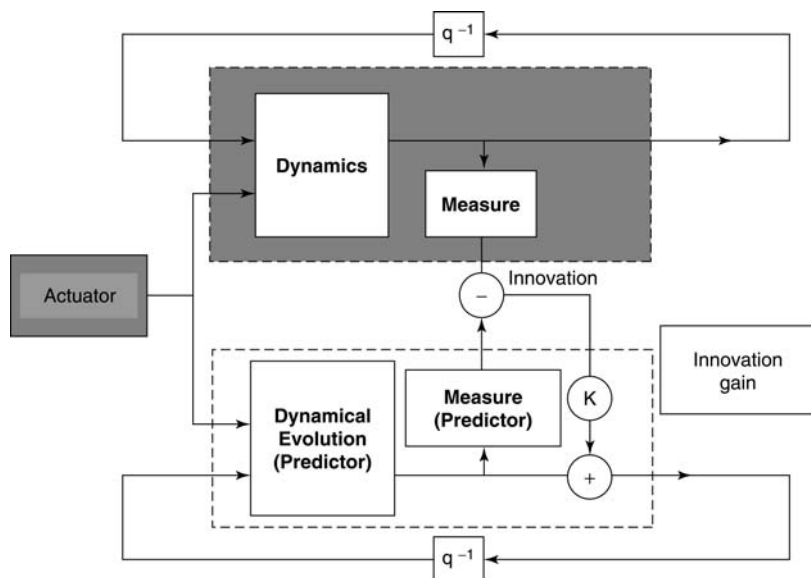 q⁻¹
Dynamics
Measure
Innovation
−
Actuator
Innovation
gain
Measure
(Predictor)
K
Dynamical
Evolution
(Predictor)
+
q⁻¹